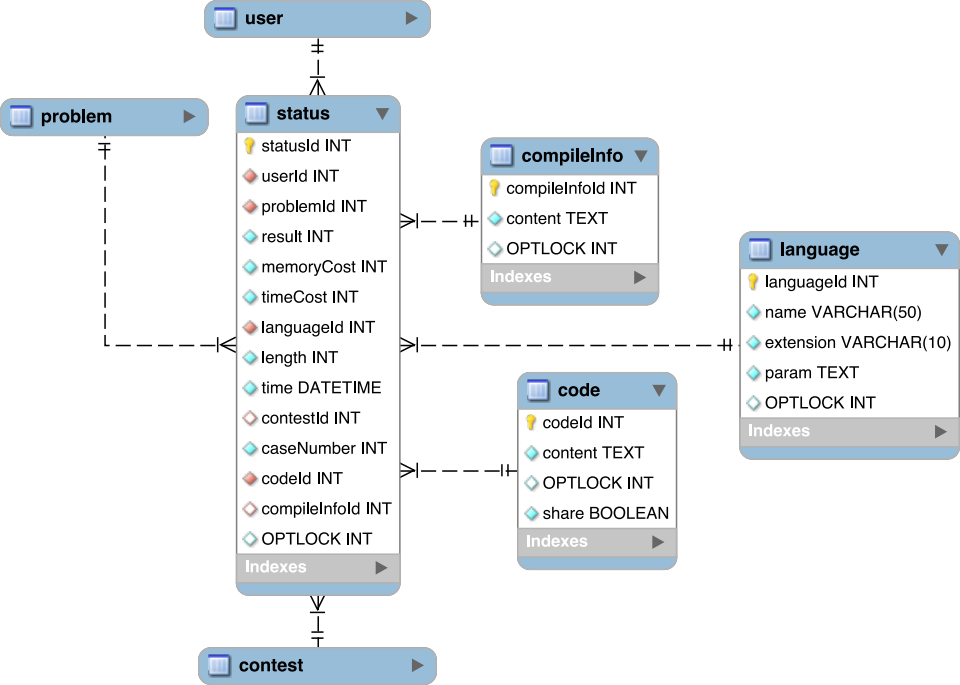 user
problem
status
statusId INT
userId INT
problemId INT
result INT
memoryCost INT
timeCost INT
languageId INT
length INT
time DATETIME
contestId INT
caseNumber INT
codeId INT
compileInfoId INT
OPTLOCK INT
Indexes
compileInfo
compileInfoId INT
content TEXT
OPTLOCK INT
Indexes
language
languageId INT
name VARCHAR(50)
extension VARCHAR(10)
param TEXT
OPTLOCK INT
Indexes
code
codeId INT
content TEXT
OPTLOCK INT
share BOOLEAN
Indexes
contest